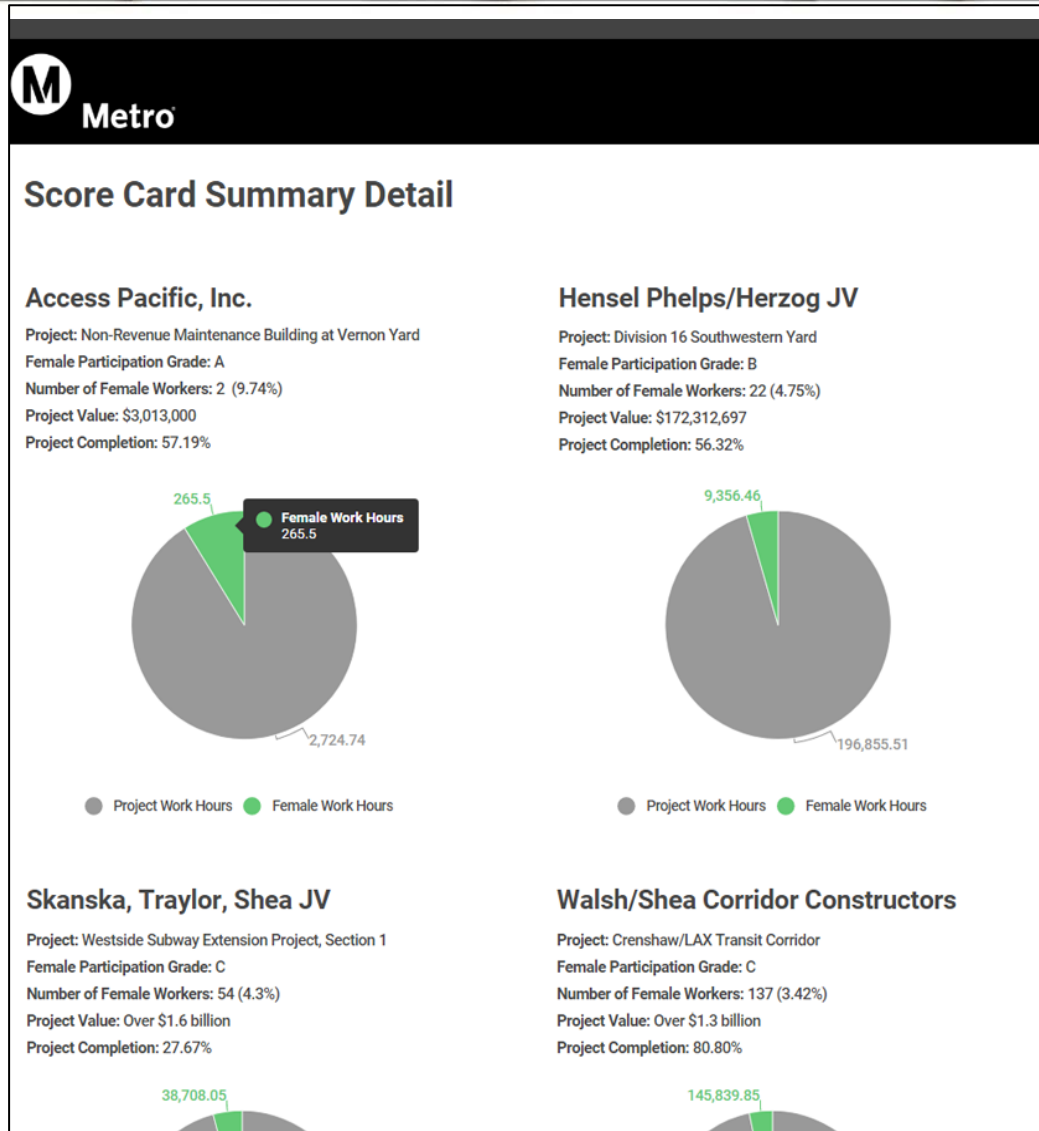 M
Metro
Score Card Summary Detail
Access Pacific, Inc.
Project: Non-Revenue Maintenance Building at Vernon Yard
Female Participation Grade: A
Number of Female Workers: 2 (9.74%)
Project Value: $3,013,000
Project Completion: 57.19%
265.5
Female Work Hours
265.5
2,724.74
Project Work Hours
Female Work Hours
Hensel Phelps/Herzog JV
Project: Division 16 Southwestern Yard
Female Participation Grade: B
Number of Female Workers: 22 (4.75%)
Project Value: $172,312,697
Project Completion: 56.32%
9,356.46
196,855.51
Project Work Hours
Female Work Hours
Skanska, Traylor, Shea JV
Project: Westside Subway Extension Project, Section 1
Female Participation Grade: C
Number of Female Workers: 54 (4.3%)
Project Value: Over $1.6 billion
Project Completion: 27.67%
38,708.05
Walsh/Shea Corridor Constructors
Project: Crenshaw/LAX Transit Corridor
Female Participation Grade: C
Number of Female Workers: 137 (3.42%)
Project Value: Over $1.3 billion
Project Completion: 80.80%
145,839.85